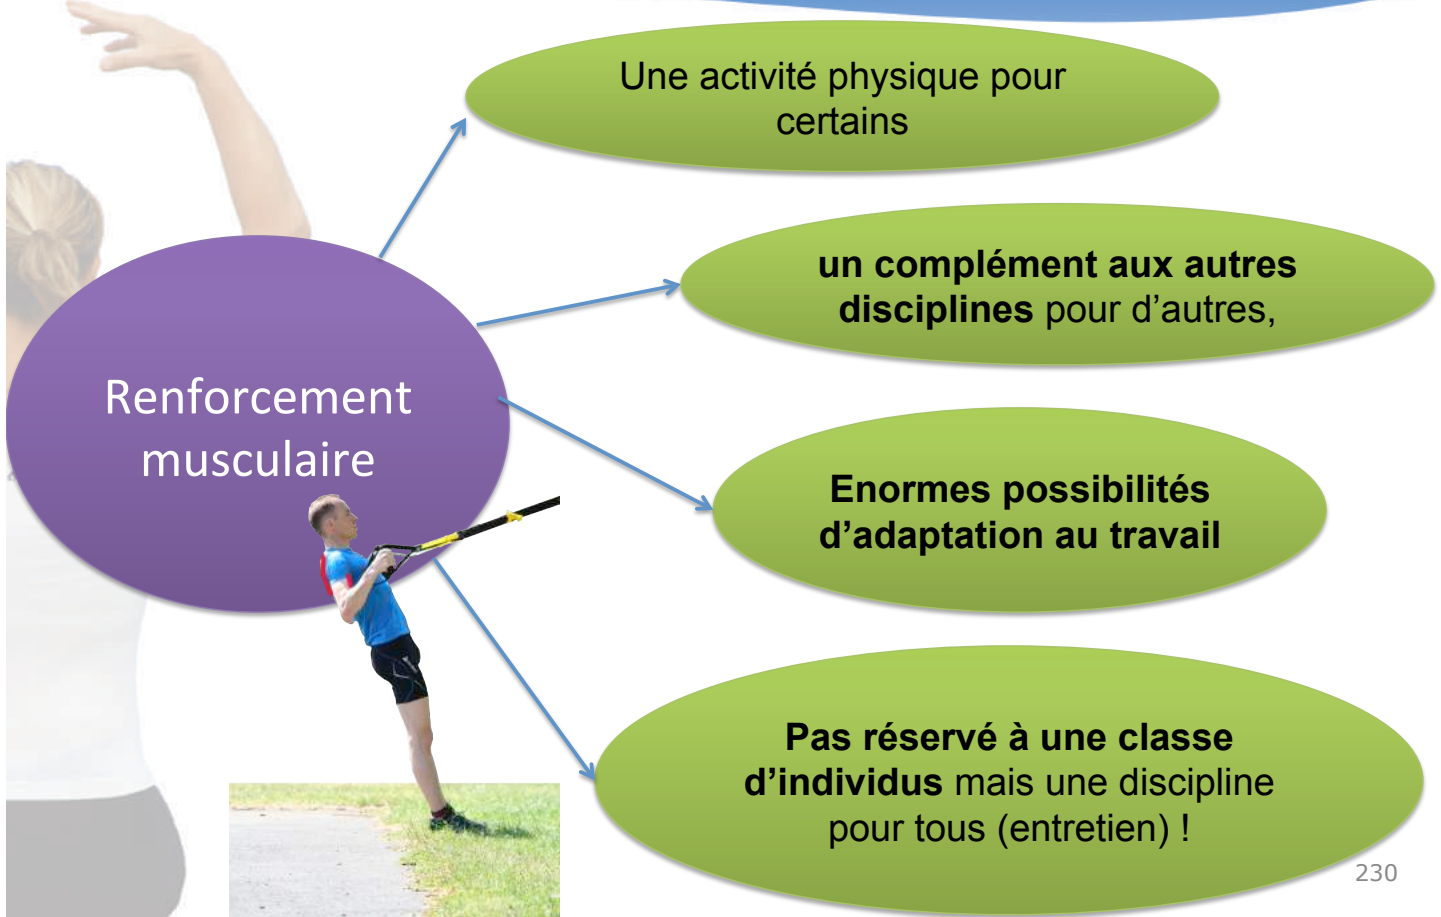 Une activité physique pour
certains
un complément aux autres
disciplines pour d’autres,
Renforcement
musculaire
Enormes possibilités
d’adaptation au travail
Pas réservé à une classe
d’individus mais une discipline
pour tous (entretien) !
230